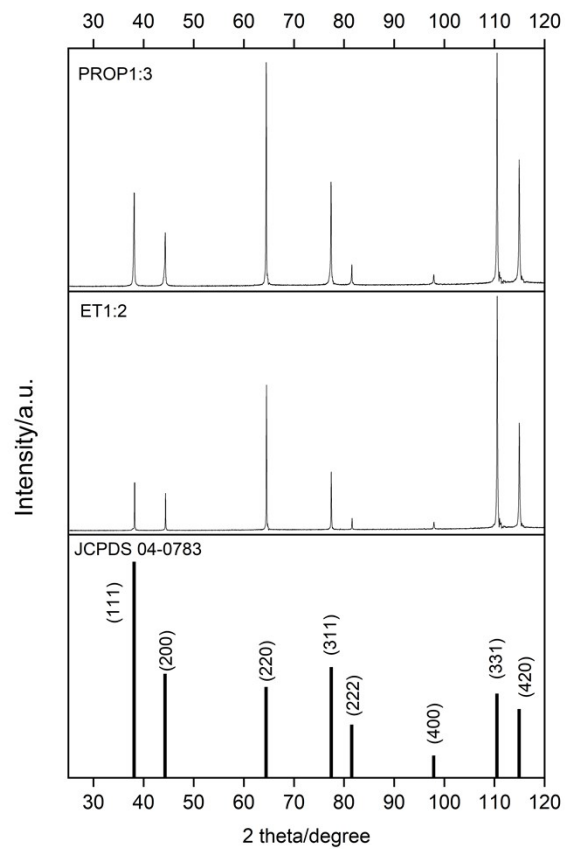 30 40 50 60 70 80 90 100 110 120
PROP1:3
ET1:2
Intensity/a.u.
JCPDS 04-0783
(111)
(200)
(220)
(311)
(222)
(400)
(331)
(420)
30 40 50 60 70 80 90 100 110 120
2 theta/degree